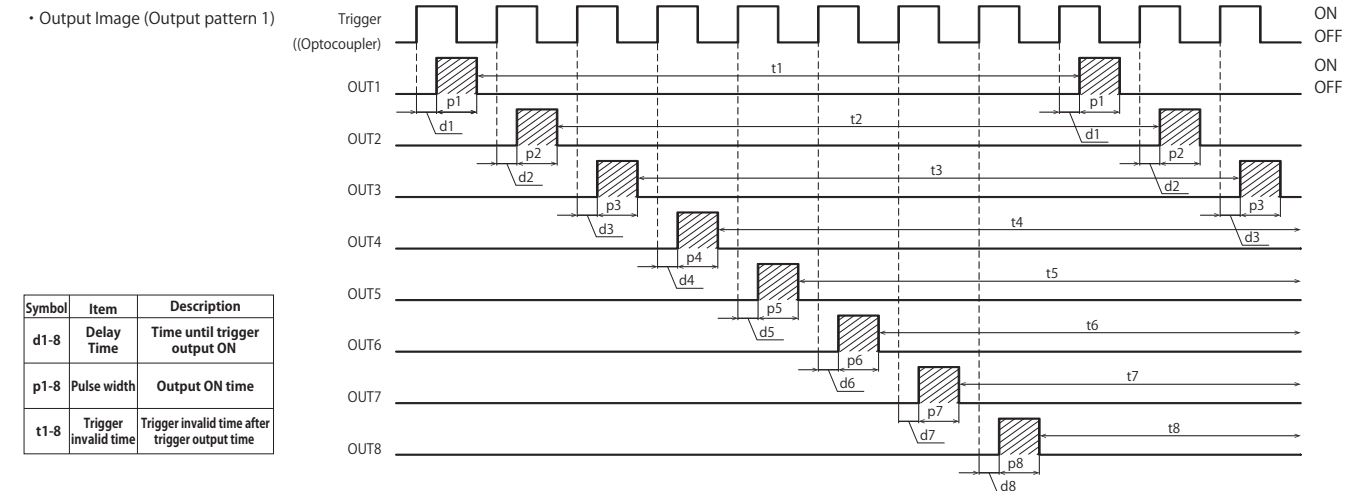 ・Output Image (Output pattern 1)
Trigger
((Optocoupler)
ON
OFF
ON
OFF
OUT1
t1
p1
p1
d1
d1
OUT2
t2
p2
p2
d2
d2
OUT3
t3
p3
p3
d3
d3
OUT4
t4
p4
d4
OUT5
t5
p5
d5
OUT6
t6
p6
d6
OUT7
t7
p7
d7
OUT8
t8
p8
d8
Symbol Item Description
d1-8 Delay Time Time until trigger output ON
p1-8 Pulse width Output ON time
t1-8 Trigger invalid time Trigger invalid time after trigger output time